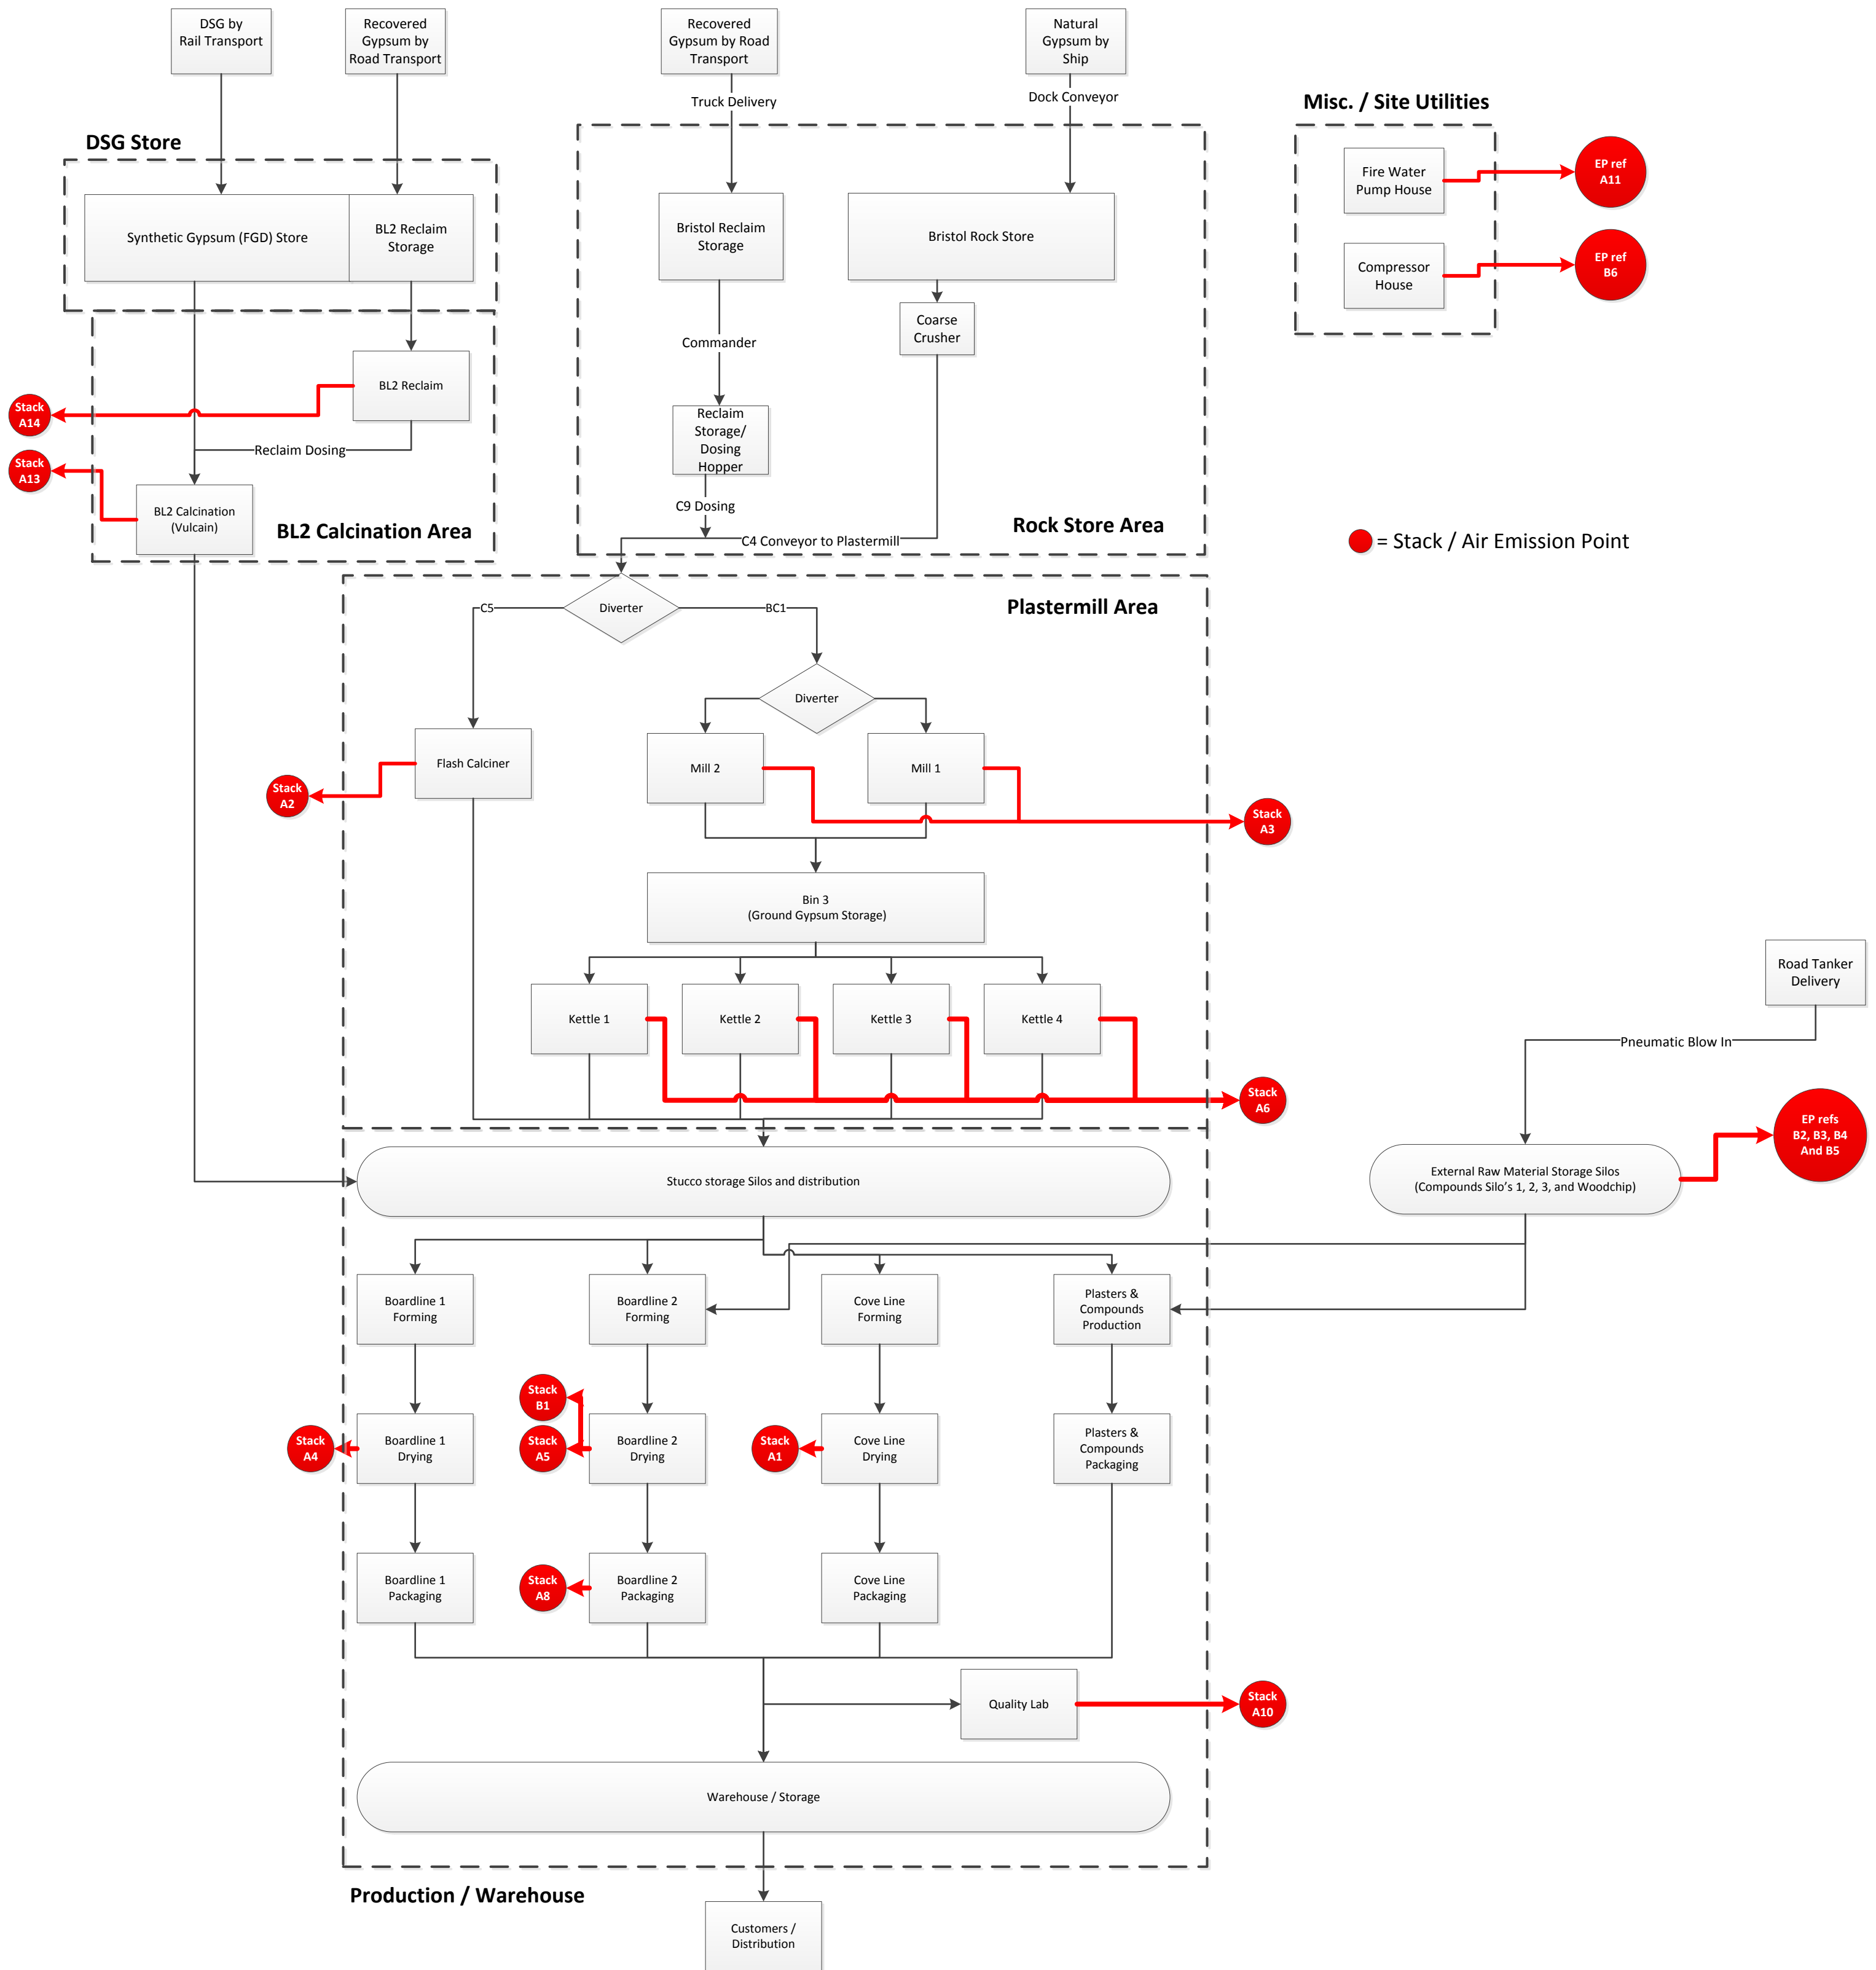 DSG by
Rail Transport
Recovered
Gypsum by
Road Transport
Recovered
Gypsum by Road
Transport
Natural
Gypsum by
Ship
Truck Delivery
Dock Conveyor
Misc. / Site Utilities
DSG Store
Fire Water
Pump House
EP ref
A11
Synthetic Gypsum (FGD) Store
BL2 Reclaim
Storage
Bristol Reclaim
Storage
Bristol Rock Store
Compressor
House
EP ref
B6
Coarse
Crusher
Commander
BL2 Reclaim
Stack
A14
Reclaim
Storage/
Dosing
Hopper
Reclaim Dosing
Stack
A13
BL2 Calcination
(Vulcain)
BL2 Calcination Area
C9 Dosing
Rock Store Area
C4 Conveyor to Plastermill
= Stack / Air Emission Point
Plastermill Area
C5
Diverter
BC1
Diverter
Flash Calciner
Mill 2
Mill 1
Stack
A2
Stack
A3
Bin 3
(Ground Gypsum Storage)
Road Tanker
Delivery
Kettle 1
Kettle 2
Kettle 3
Kettle 4
Pneumatic Blow In
Stack
A6
EP refs
B2, B3, B4
And B5
Stucco storage Silos and distribution
External Raw Material Storage Silos
(Compounds Silo's 1, 2, 3, and Woodchip)
Boardline 1
Forming
Boardline 2
Forming
Cove Line
Forming
Plasters &
Compounds
Production
Stack
B1
Stack
A4
Boardline 1
Drying
Stack
A5
Boardline 2
Drying
Stack
A1
Cove Line
Drying
Plasters &
Compounds
Packaging
Boardline 1
Packaging
Stack
A8
Boardline 2
Packaging
Cove Line
Packaging
Quality Lab
Stack
A10
Warehouse / Storage
Production / Warehouse
Customers /
Distribution